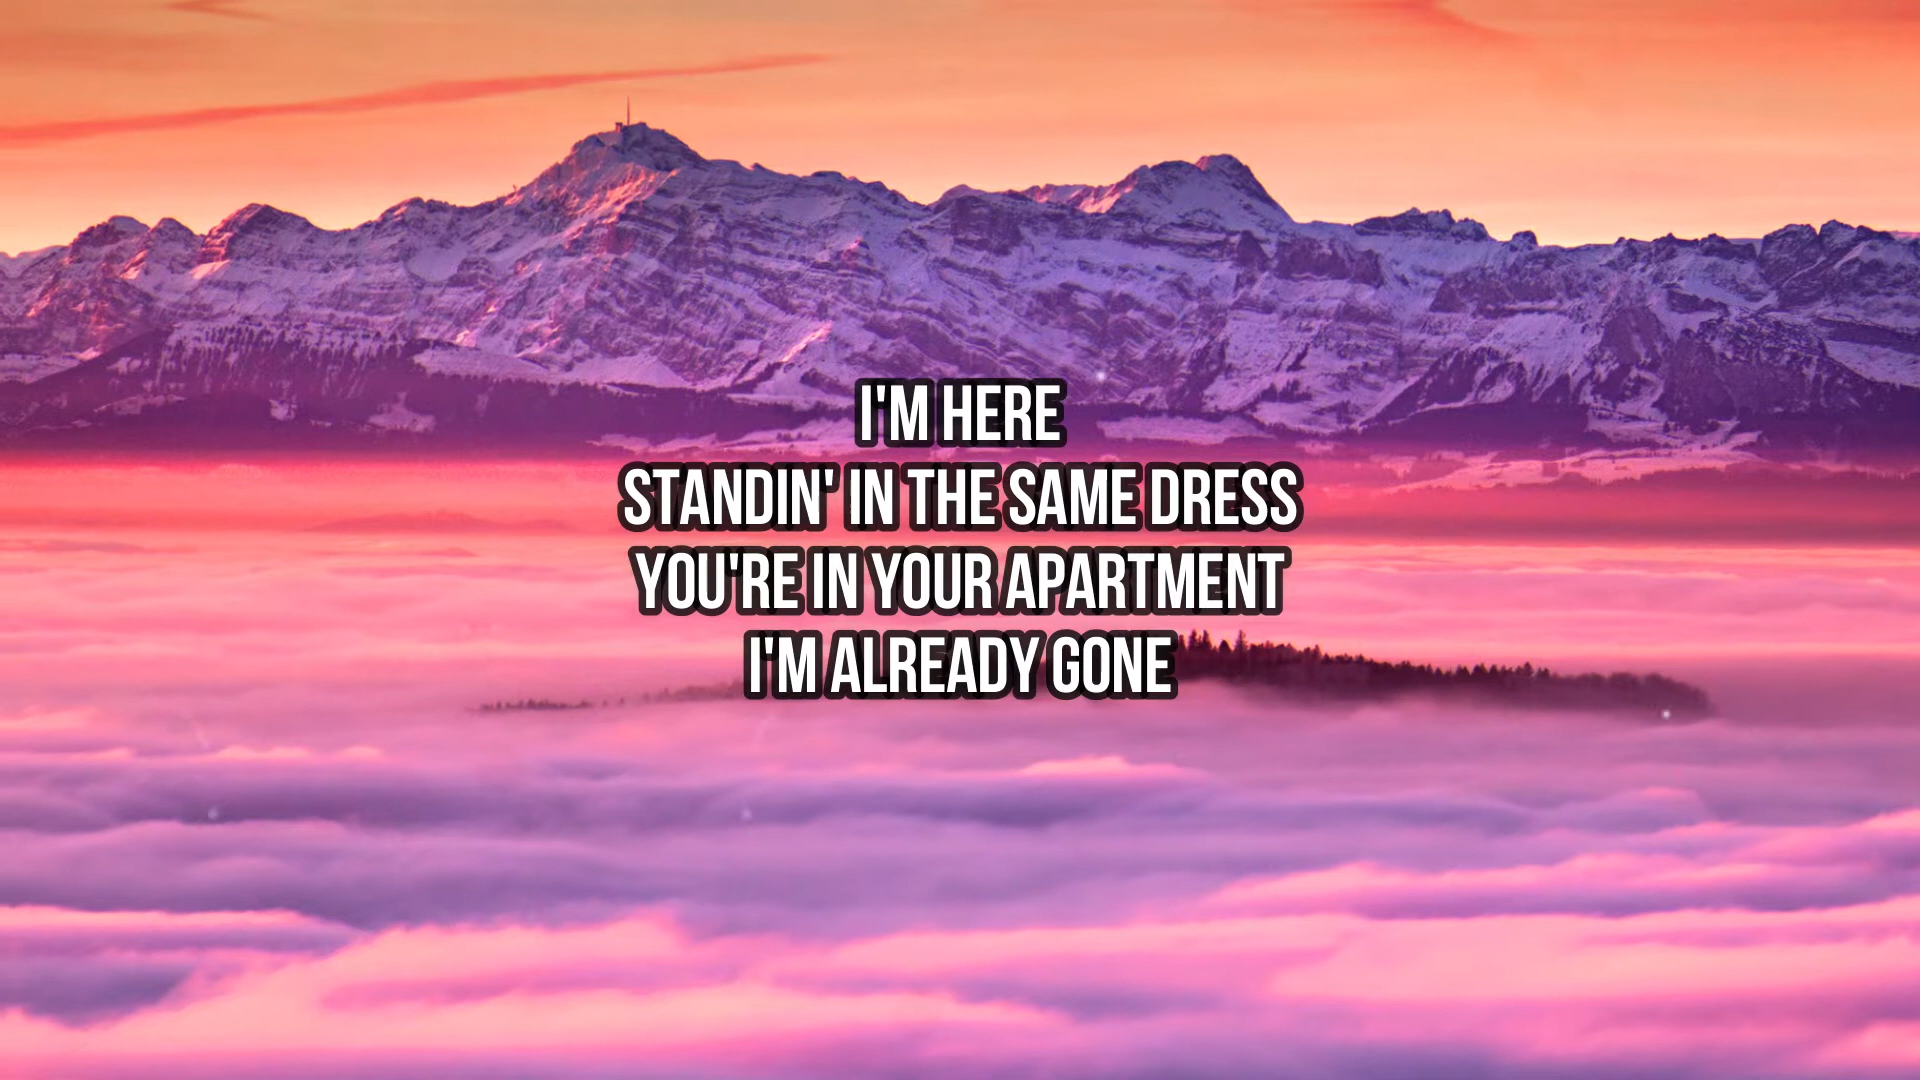 I'M HERE
STANDIN' IN THE SAME DRESS
YOU'RE IN YOUR APARTMENT
I'M ALREADY GONE